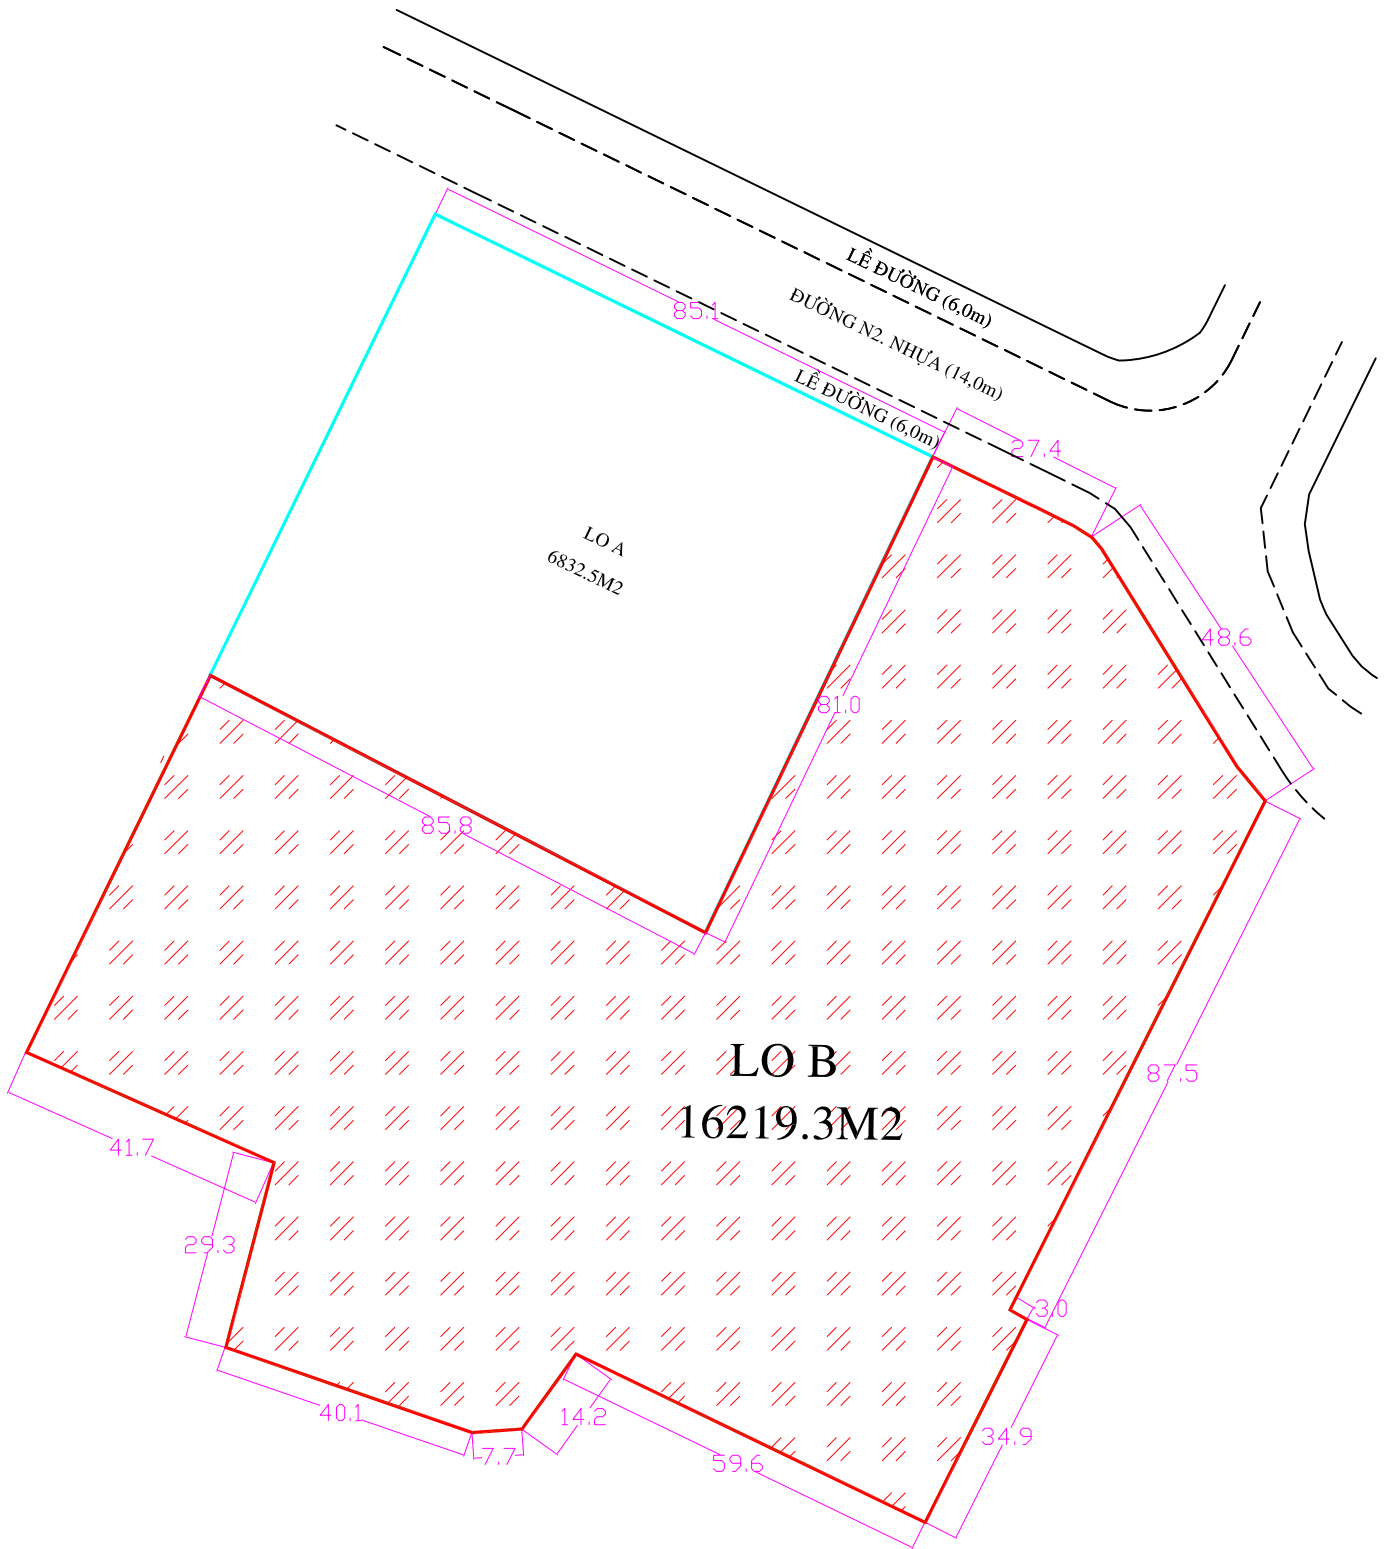 LỀ ĐƯỜNG (6,0m)
ĐƯỜNG N2. NHỰA (14,0m)
85.1
LỀ ĐƯỜNG (6,0m)
27.4
LO A
6832.5M2
48.6
81.0
85.8
LO B
16219.3M2
87.5
41.7
29.3
3.0
40.1
14.2
34.9
7.7
59.6